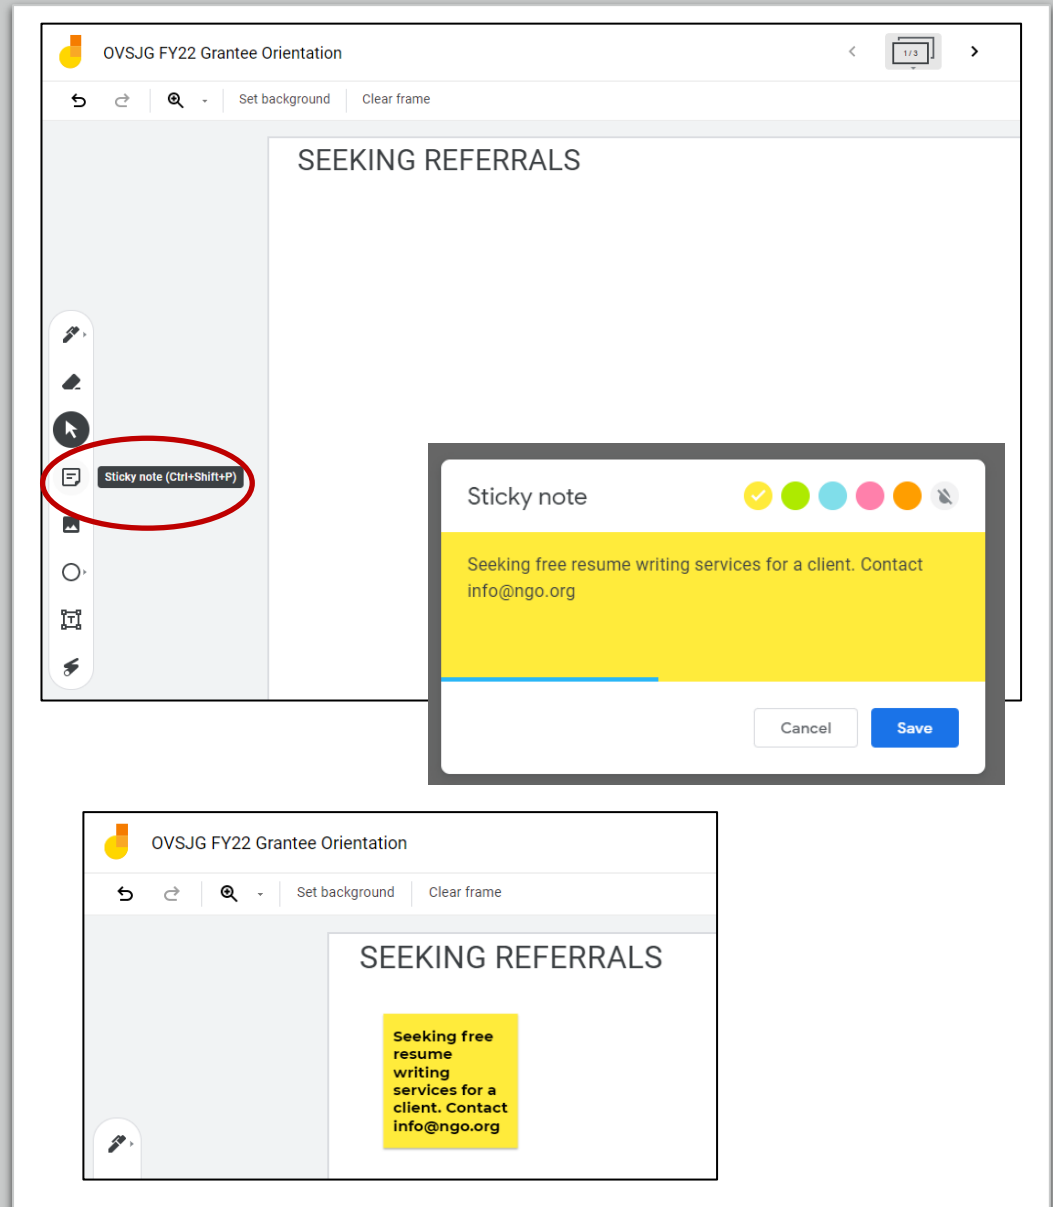 OVSJG FY22 Grantee Orientation
1/3
Set background
Clear frame
SEEKING REFERRALS
Sticky note (Ctrl+Shift+P)
Sticky note
Seeking free resume writing services for a client. Contact
info@ngo.org
Cancel
Save
OVSJG FY22 Grantee Orientation
Set background
Clear frame
SEEKING REFERRALS
Seeking free
resume
writing
services for a
client. Contact
info@ngo.org